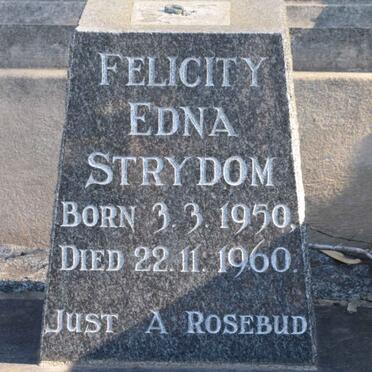 FELICITY
EDNA
STRYDOM
BORN 3.3.1950.
DIED 22.11.1960.
JUST A ROSEBUD